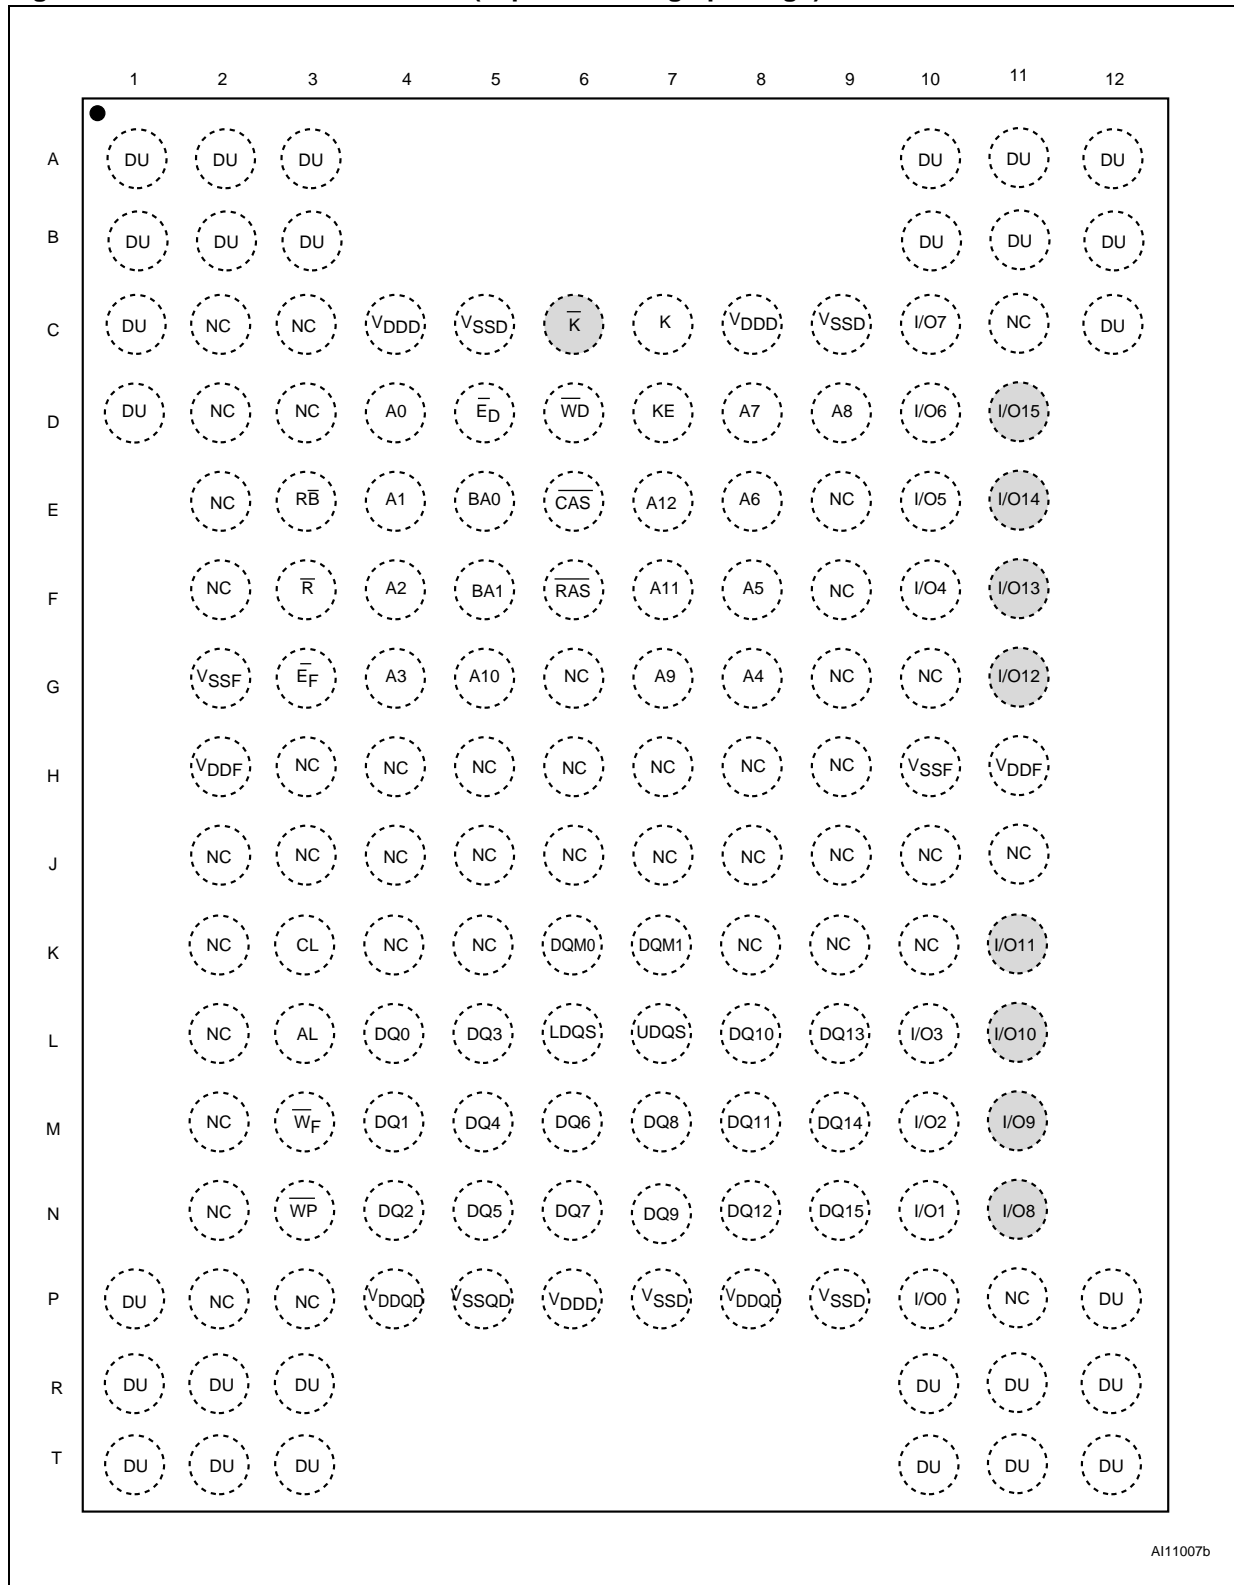 1 2 3 4 5 6 7 8 9 10 11 12
A DU DU DU DU DU DU
B DU DU DU DU DU DU
C DU NC NC VDDD VSSD K̅ K VDDD VSSD I/O7 NC DU
D DU NC NC A0 E̅D W̅D̅ KE A7 A8 I/O6 I/O15
E NC RB̅ A1 BA0 C̅A̅S̅ A12 A6 NC I/O5 I/O14
F NC R̅ A2 BA1 R̅A̅S̅ A11 A5 NC I/O4 I/O13
G VSSF E̅F A3 A10 NC A9 A4 NC NC I/O12
H VDDF NC NC NC NC NC NC NC VSSF VDDF
J NC NC NC NC NC NC NC NC NC NC
K NC CL NC NC DQM0 DQM1 NC NC NC I/O11
L NC AL DQ0 DQ3 LDQS UDQS DQ10 DQ13 I/O3 I/O10
M NC W̅F DQ1 DQ4 DQ6 DQ8 DQ11 DQ14 I/O2 I/O9
N NC W̅P̅ DQ2 DQ5 DQ7 DQ9 DQ12 DQ15 I/O1 I/O8
P DU NC NC VDDQD VSSQD VDDD VSSD VDDQD VSSD I/O0 NC DU
R DU DU DU DU DU DU
T DU DU DU DU DU DU
AI11007b